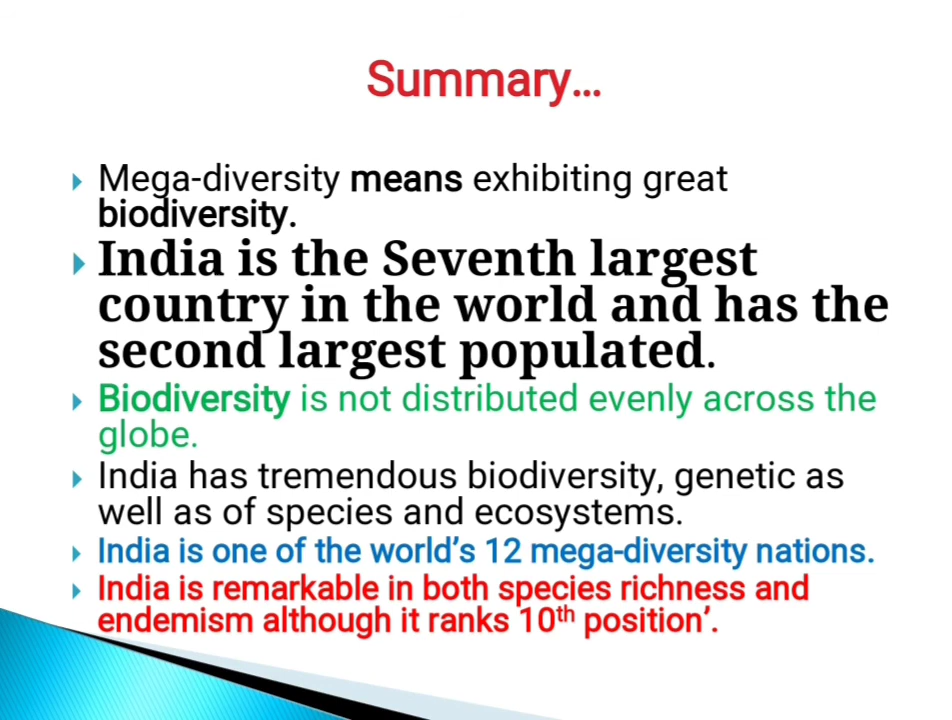 Summary...
Mega-diversity means exhibiting great
biodiversity.
India is the Seventh largest
country in the world and has the
second largest populated.
Biodiversity is not distributed evenly across the
globe.
India has tremendous biodiversity, genetic as
well as of species and ecosystems.
India is one of the world's 12 mega-diversity nations.
India is remarkable in both species richness and
endemism although it ranks 10th position'.